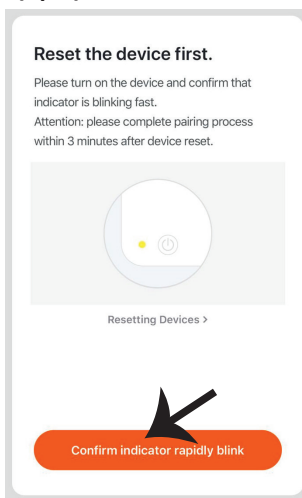 Reset the device first.
Please turn on the device and confirm that
indicator is blinking fast.
Attention: please complete pairing process
within 3 minutes after device reset.
Resetting Devices >
Confirm indicator rapidly blink